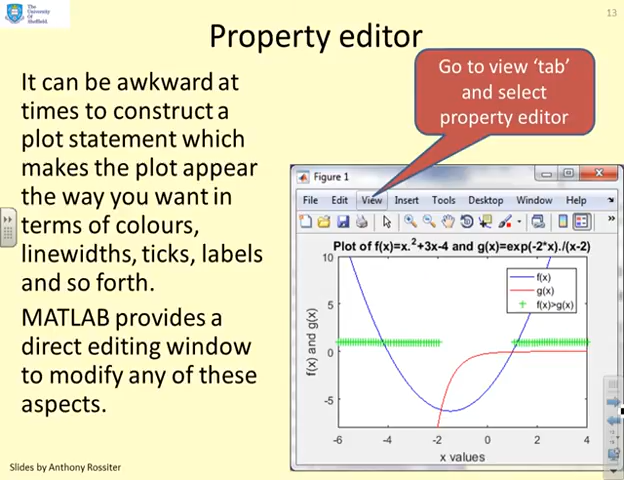 The
University
Of
Sheffield.
13
Property editor
It can be awkward at
times to construct a
plot statement which
makes the plot appear
the way you want in
terms of colours,
linewidths, ticks, labels
and so forth.
MATLAB provides a
direct editing window
to modify any of these
aspects.
Go to view ‘tab’
and select
property editor
Figure 1
File Edit View Insert Tools Desktop Window Help
Plot of f(x)=x.²+3x-4 and g(x)=exp(-2*x)./(x-2)
f(x)
g(x)
f(x)>g(x)
f(x) and g(x)
10
5
0
-5
-6 -4 -2 0 2 4
x values
Slides by Anthony Rossiter